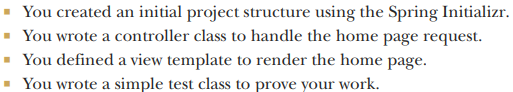 ▪ You created an initial project structure using the Spring Initializr.
▪ You wrote a controller class to handle the home page request.
▪ You defined a view template to render the home page.
▪ You wrote a simple test class to prove your work.